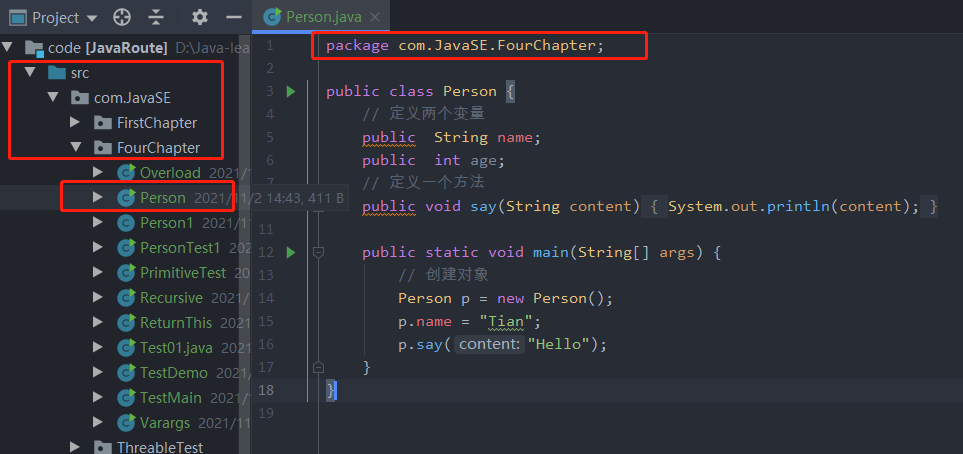 Project
Person.java
code [JavaRoute] D:\Java-lea
src
com.JavaSE
FirstChapter
FourChapter
Overload 2021/1
Person 2021/11/2 14:43, 411 B
Person1 2021/1
PersonTest1 202
PrimitiveTest 20
Recursive 2021/
ReturnThis 2021
Test01.java 202
TestDemo 2021/
TestMain 2021/
Varargs 2021/11
ThreableTest
1 package com.JavaSE.FourChapter;
2
3 public class Person {
4 // 定义两个变量
5 public String name;
6 public int age;
7 // 定义一个方法
8 public void say(String content) { System.out.println(content); }
11
12 public static void main(String[] args) {
13 // 创建对象
14 Person p = new Person();
15 p.name = "Tian";
16 p.say( content: "Hello");
17 }
18 }
19